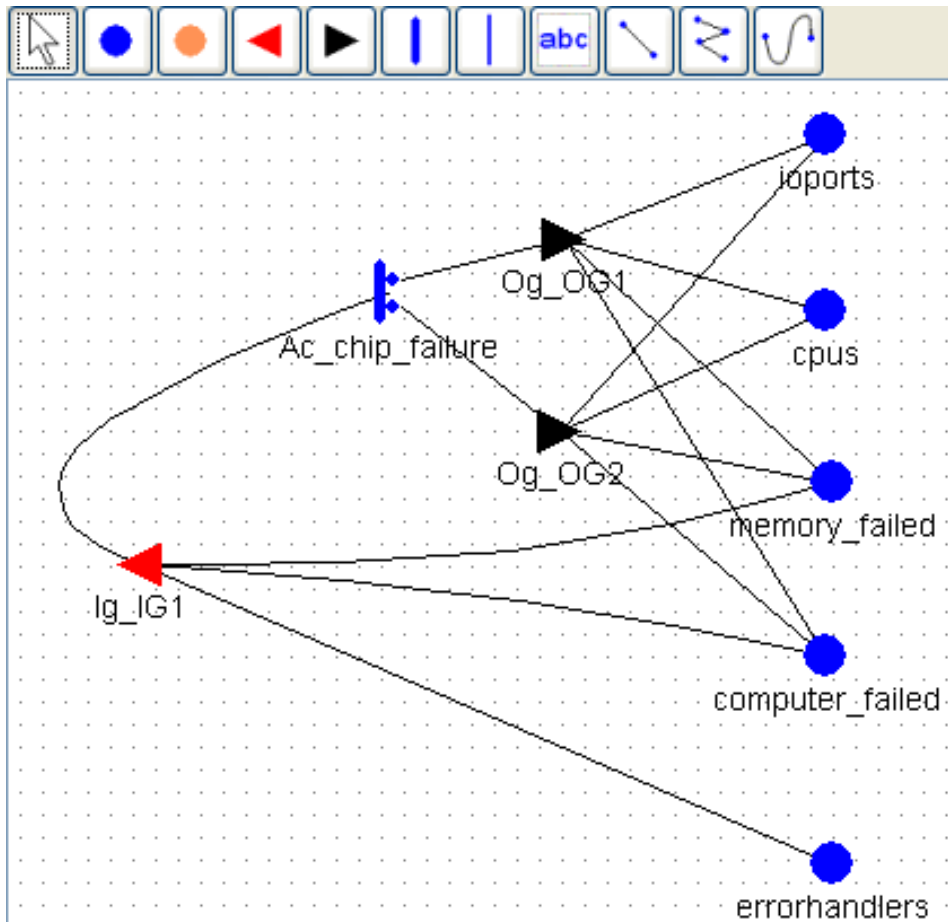 abc
ioports
Og_OG1
Ac_chip_failure
cpus
Og_OG2
memory_failed
Ig_IG1
computer_failed
errorhandlers